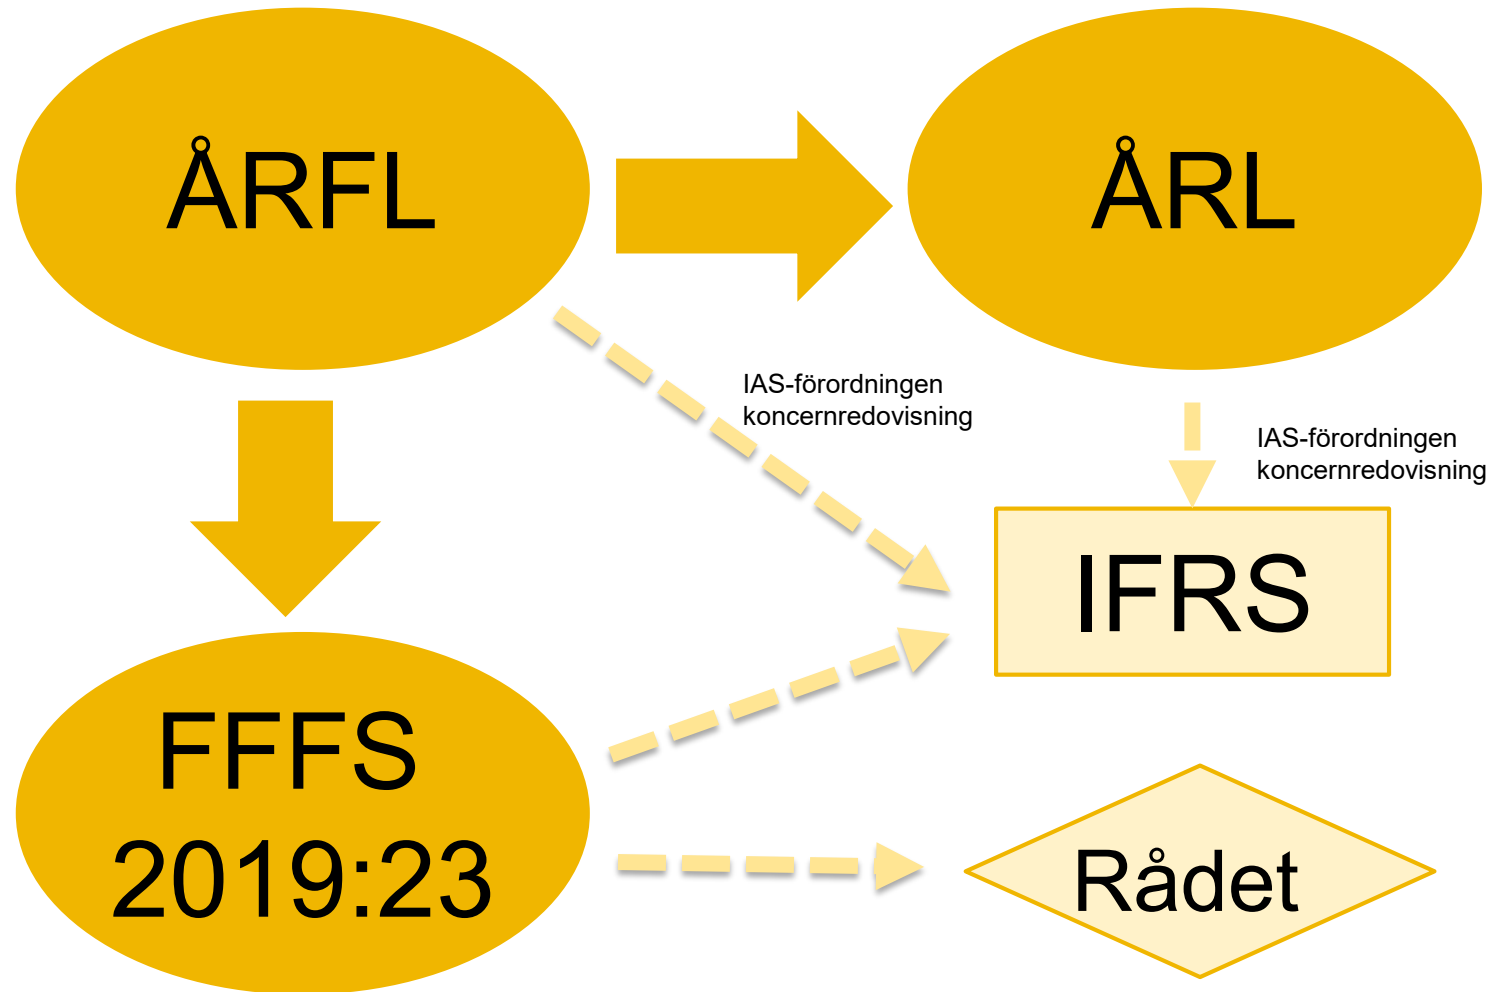 ÅRFL
ÅRL
IAS-förordningen
koncernredovisning
IAS-förordningen
koncernredovisning
IFRS
FFFS
2019:23
Rådet